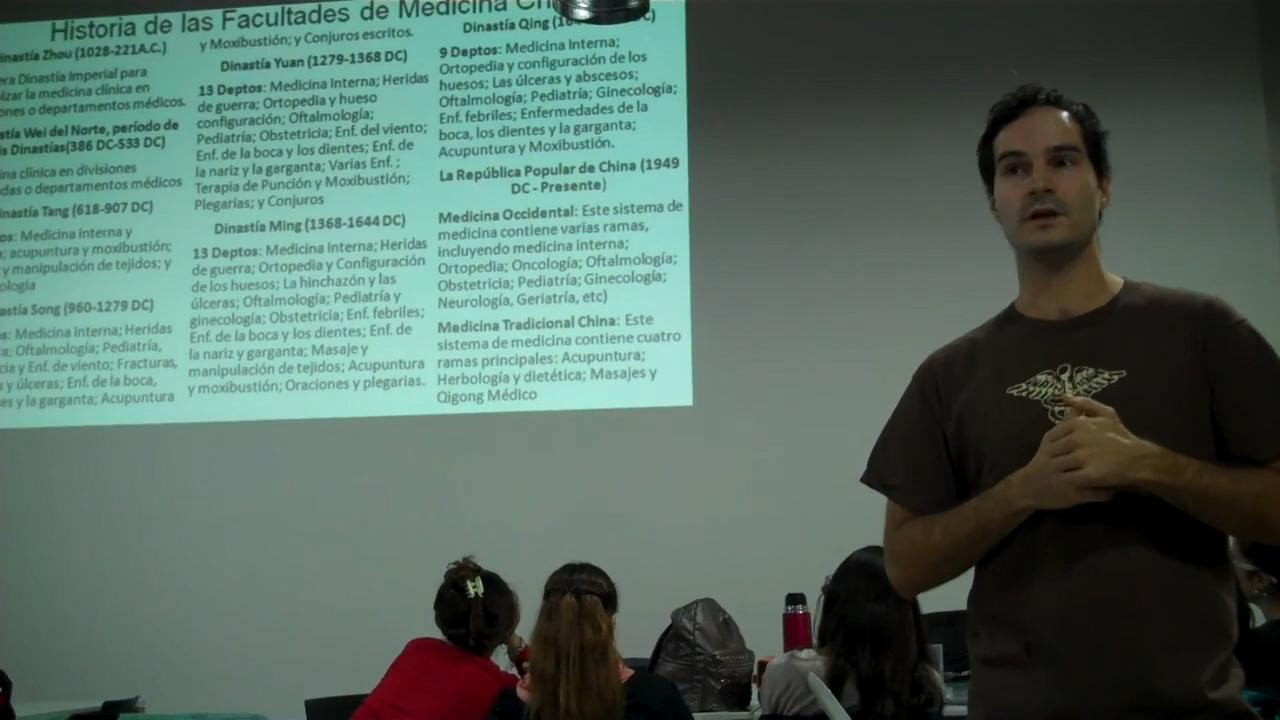 Historia de las Facultades de Medicina
inastía Zhou (1028-221A.C.)
era Dinastía Imperial para
izar la medicina clínica en
ones o departamentos médicos.
stía Wei del Norte, período de
s Dinastías(386 DC-533 DC)
ina clínica en divisiones
das o departamentos médicos
inastía Tang (618-907 DC)
os: Medicina Interna y
; acupuntura y moxibustión;
y manipulación de tejidos; y
ología
astía Song (960-1279 DC)
s: Medicina Interna; Heridas
a; Oftalmología; Pediatría,
cia y Enf. de viento; Fracturas,
s y úlceras; Enf. de la boca,
es y la garganta; Acupuntura
y Moxibustión; y Conjuros escritos.
Dinastía Yuan (1279-1368 DC)
13 Deptos: Medicina Interna; Heridas
de guerra; Ortopedia y hueso
configuración; Oftalmología;
Pediatría; Obstetricia; Enf. del viento;
Enf. de la boca y los dientes; Enf. de
la nariz y la garganta; Varias Enf. ;
Terapia de Punción y Moxibustión;
Plegarias; y Conjuros
Dinastía Ming (1368-1644 DC)
13 Deptos: Medicina Interna; Heridas
de guerra; Ortopedia y Configuración
de los huesos; La hinchazón y las
úlceras; Oftalmología; Pediatría y
ginecología; Obstetricia; Enf. febriles;
Enf. de la boca y los dientes; Enf. de
la nariz y garganta; Masaje y
manipulación de tejidos; Acupuntura
y moxibustión; Oraciones y plegarias.
Dinastía Qing
9 Deptos: Medicina Interna;
Ortopedia y configuración de los
huesos; Las úlceras y abscesos;
Oftalmología; Pediatría; Ginecología;
Enf. febriles; Enfermedades de la
boca, los dientes y la garganta;
Acupuntura y Moxibustión.
La República Popular de China (1949
DC - Presente)
Medicina Occidental: Este sistema de
medicina contiene varias ramas,
incluyendo medicina interna;
Ortopedia; Oncología; Oftalmología;
Obstetricia; Pediatría; Ginecología;
Neurología, Geriatría, etc)
Medicina Tradicional China: Este
sistema de medicina contiene cuatro
ramas principales: Acupuntura;
Herbología y dietética; Masajes y
Qigong Médico